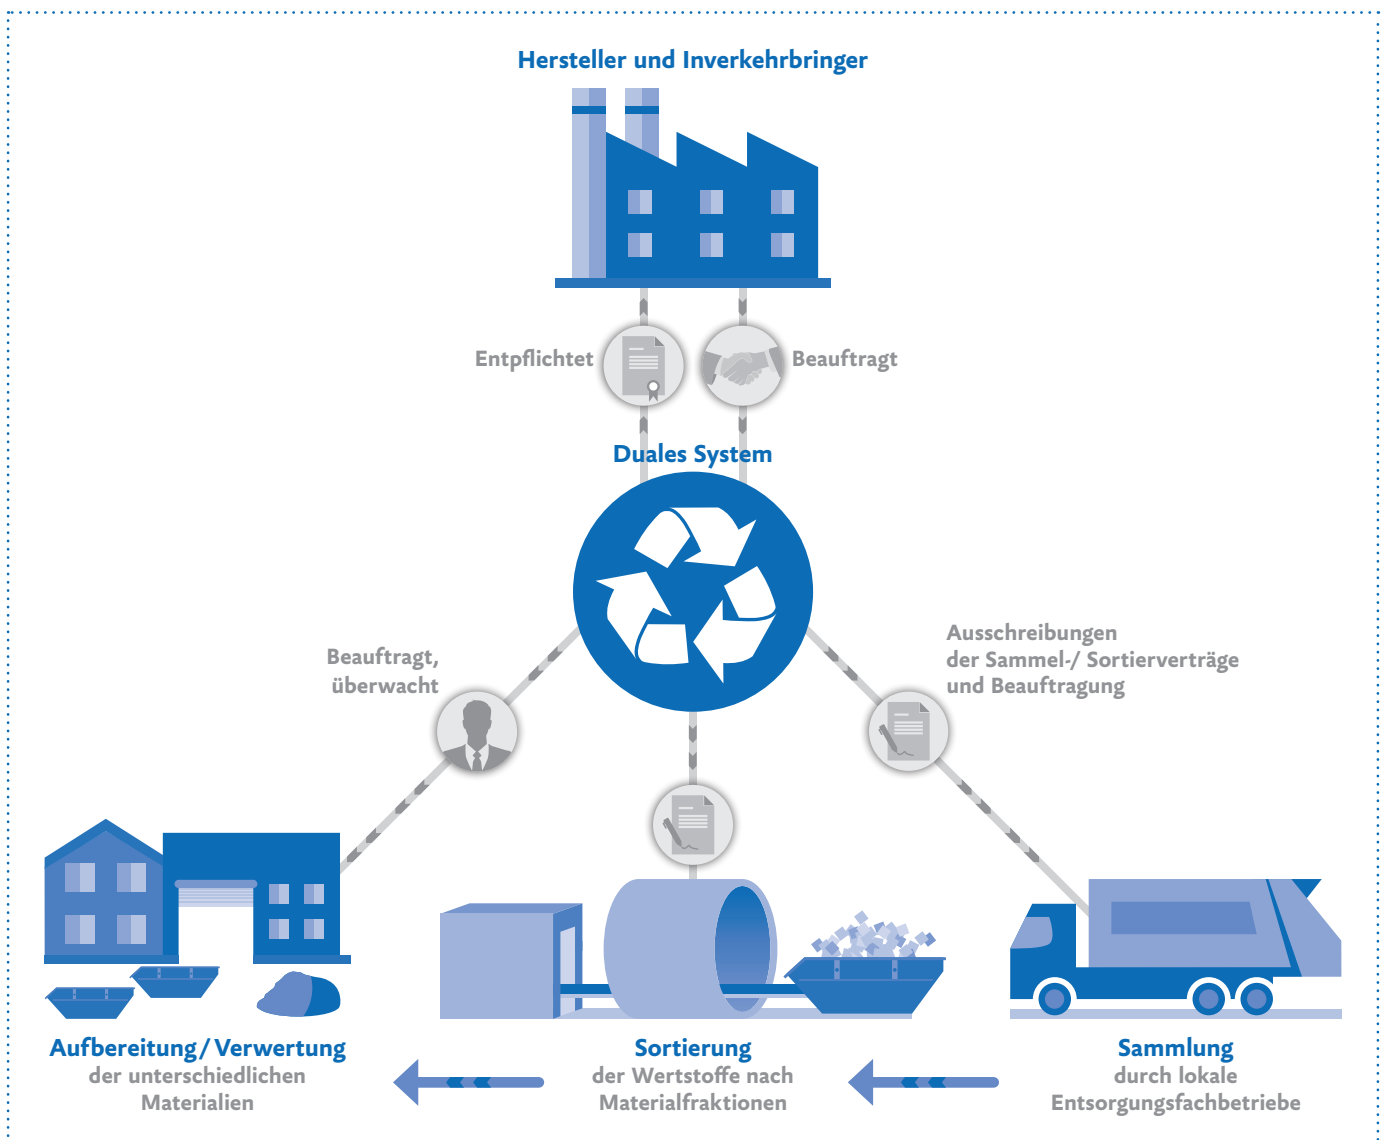 Hersteller und Inverkehrbringer
Entpflichtet
Beauftragt
Duales System
Beauftragt,
überwacht
Ausschreibungen
der Sammel-/ Sortierverträge
und Beauftragung
Aufbereitung/Verwertung
der unterschiedlichen
Materialien
Sortierung
der Wertstoffe nach
Materialfraktionen
Sammlung
durch lokale
Entsorgungsfachbetriebe